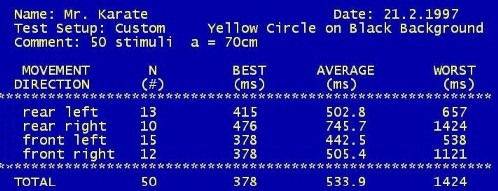 Name: Mr. Karate Date: 21.2.1997
Test Setup: Custom Yellow Circle on Black Background
Comment: 50 stimuli a = 70cm
MOVEMENT N BEST AVERAGE WORST
DIRECTION (#) (ms) (ms) (ms)
************************************************************
rear left 13 415 502.8 657
rear right 10 476 745.7 1424
front left 15 378 442.5 538
front right 12 378 505.4 1121
************************************************************
TOTAL 50 378 533.9 1424